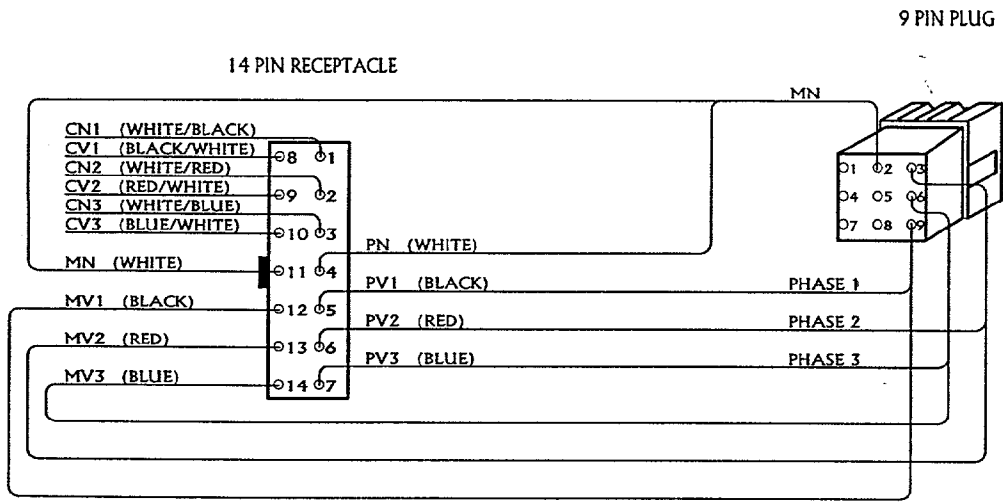 9 PIN PLUG
14 PIN RECEPTACLE
MN
CN1 (WHITE/BLACK)
CV1 (BLACK/WHITE)
CN2 (WHITE/RED)
CV2 (RED/WHITE)
CN3 (WHITE/BLUE)
CV3 (BLUE/WHITE)
MN (WHITE)
MV1 (BLACK)
MV2 (RED)
MV3 (BLUE)
8 1
9 2
10 3
11 4
12 5
13 6
14 7
PN (WHITE)
PV1 (BLACK) PHASE 1
PV2 (RED) PHASE 2
PV3 (BLUE) PHASE 3
1 2 3
4 5 6
7 8 9